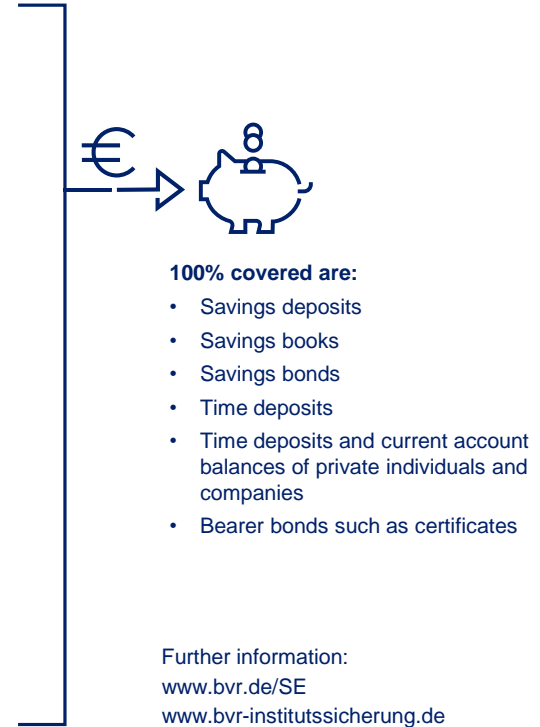 100% covered are:
• Savings deposits
• Savings books
• Savings bonds
• Time deposits
• Time deposits and current account
balances of private individuals and
companies
• Bearer bonds such as certificates
Further information:
www.bvr.de/SE
www.bvr-institutssicherung.de